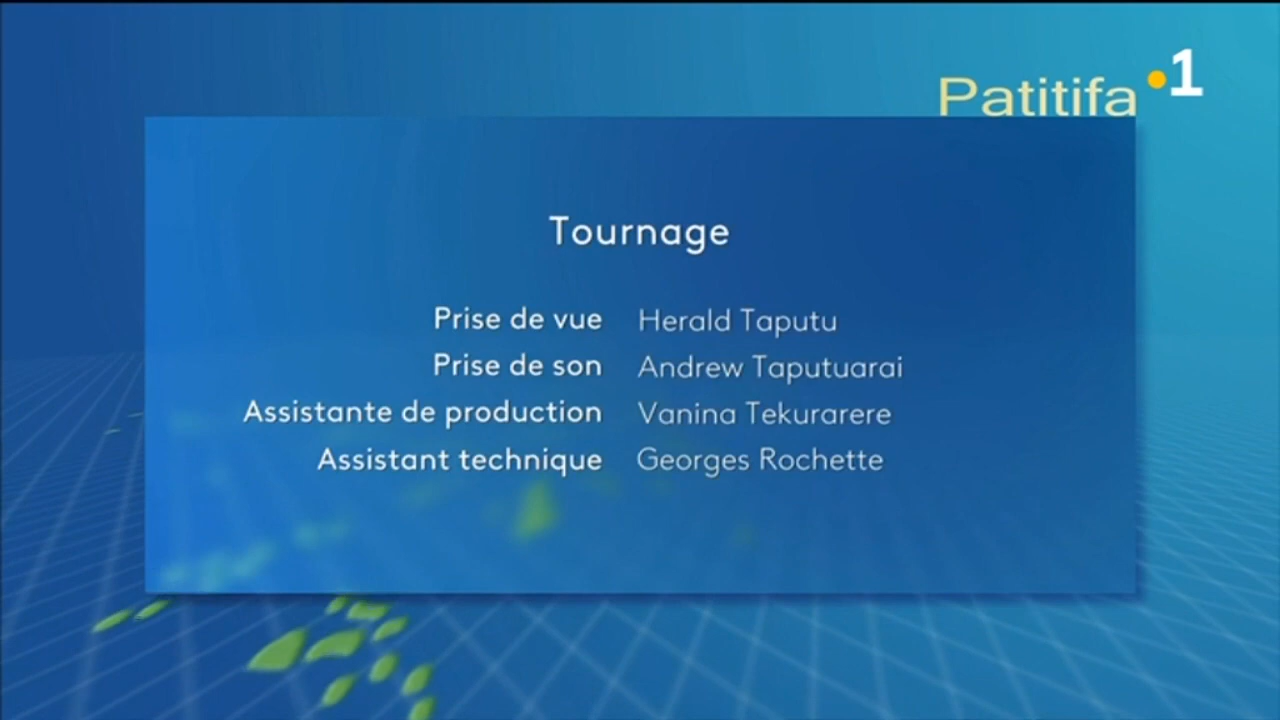 Patitifa
1
Tournage
Prise de vue Herald Taputu
Prise de son Andrew Taputuarai
Assistante de production Vanina Tekurarere
Assistant technique Georges Rochette